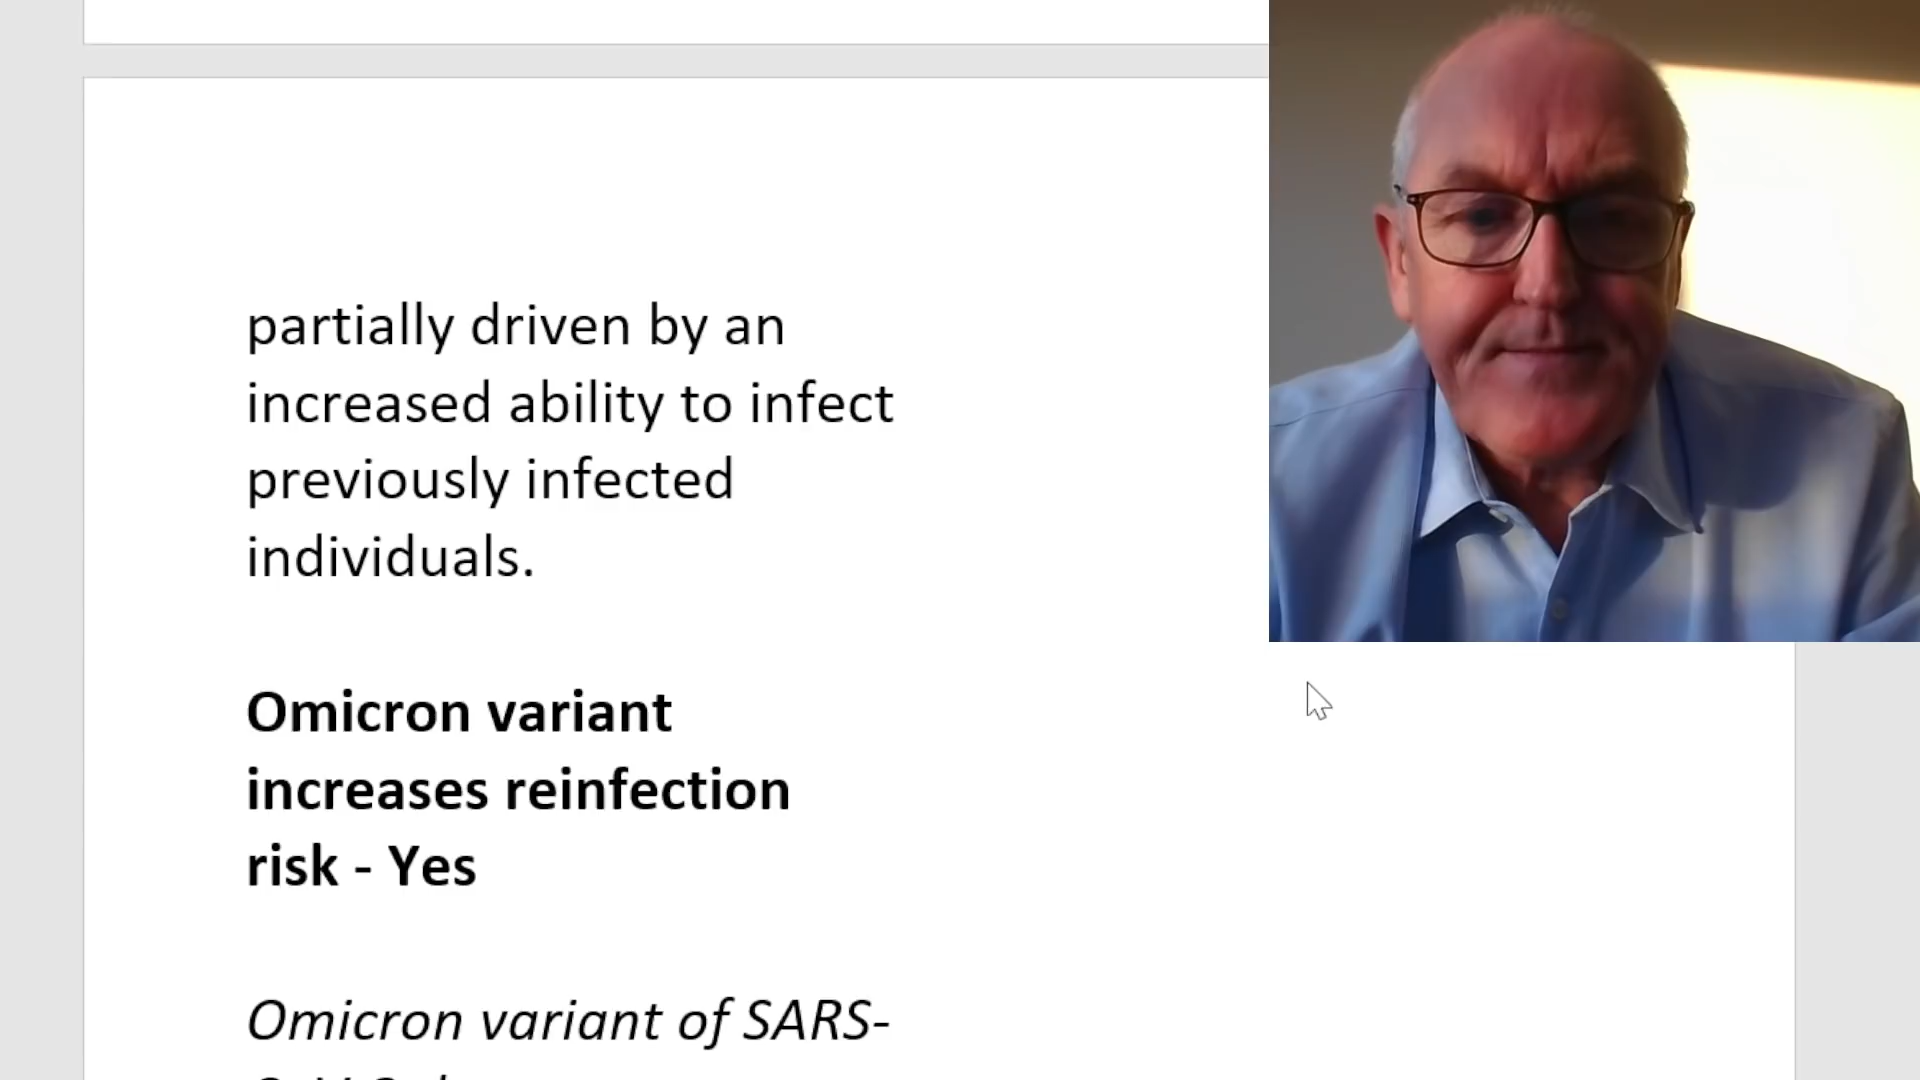 partially driven by an
increased ability to infect
previously infected
individuals.
Omicron variant
increases reinfection
risk - Yes
Omicron variant of SARS-